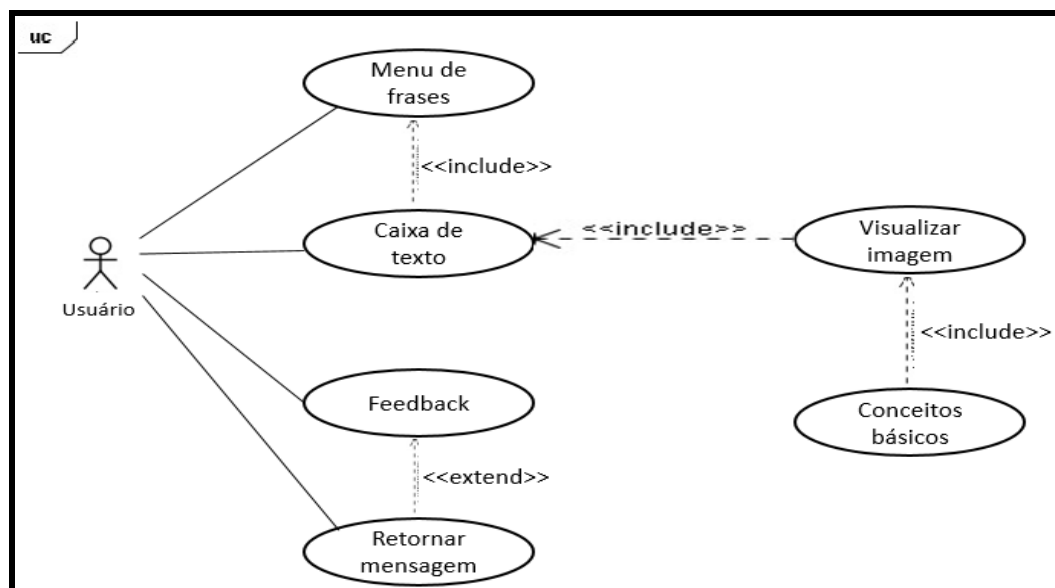 uc
Menu de
frases
<<include>>
Caixa de
texto
<<include>>
Visualizar
imagem
Usuário
<<include>>
Feedback
Conceitos
básicos
<<extend>>
Retornar
mensagem